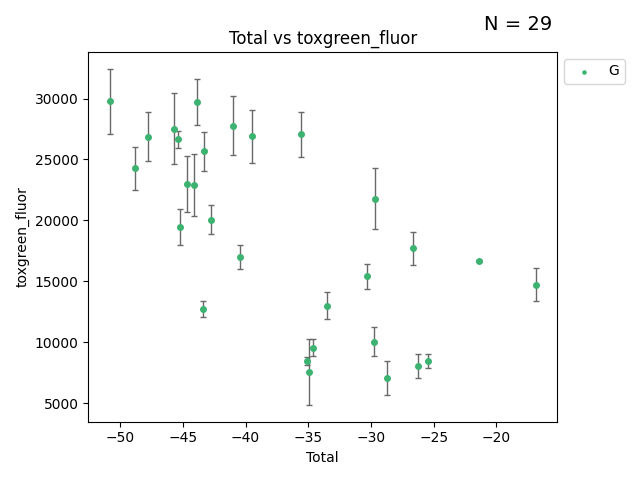 N = 29
Total vs toxgreen_fluor
G
30000
25000
20000
15000
10000
5000
toxgreen_fluor
−50 −45 −40 −35 −30 −25 −20
Total